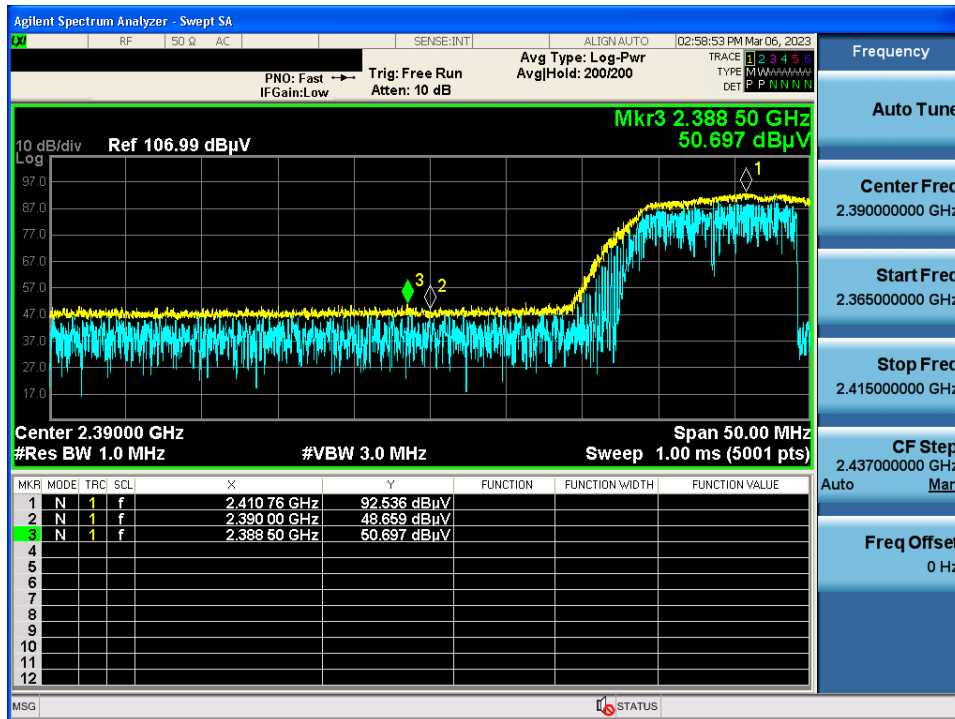 Agilent Spectrum Analyzer - Swept SA
LXI RF 50 Ω AC SENSE:INT ALIGN AUTO 02:58:53 PM Mar 06, 2023
Frequency
PNO: Fast Trig: Free Run Avg Type: Log-Pwr TRACE 1 2 3 4 5 6
IFGain:Low Atten: 10 dB Avg|Hold: 200/200 TYPE M
DET P P N N N N
Auto Tune
Mkr3 2.388 50 GHz
50.697 dBµV
10 dB/div Ref 106.99 dBµV
Log
1
97.0
87.0
77.0
67.0
57.0
47.0
37.0
27.0
17.0
3 2
Center Freq
2.390000000 GHz
Start Freq
2.365000000 GHz
Stop Freq
2.415000000 GHz
Center 2.39000 GHz Span 50.00 MHz
#Res BW 1.0 MHz #VBW 3.0 MHz Sweep 1.00 ms (5001 pts)
CF Step
2.437000000 GHz
Auto Man
MKR MODE TRC SCL X Y FUNCTION FUNCTION WIDTH FUNCTION VALUE
1 N 1 f 2.410 76 GHz 92.536 dBµV
2 N 1 f 2.390 00 GHz 48.659 dBµV
3 N 1 f 2.388 50 GHz 50.697 dBµV
4
5
6
7
8
9
10
11
12
Freq Offset
0 Hz
MSG STATUS